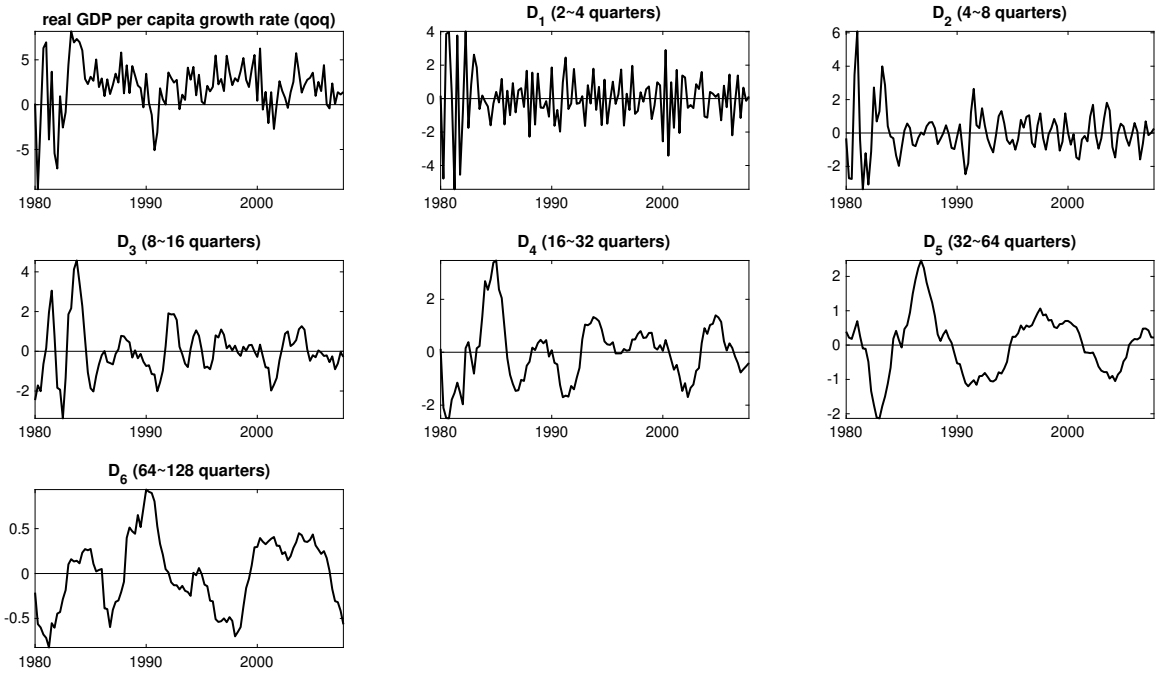 real GDP per capita growth rate (qoq)
5
0
-5
1980 1990 2000
D1 (2~4 quarters)
4
2
0
-2
-4
1980 1990 2000
D2 (4~8 quarters)
6
4
2
0
-2
1980 1990 2000
D3 (8~16 quarters)
4
2
0
-2
1980 1990 2000
D4 (16~32 quarters)
2
0
-2
1980 1990 2000
D5 (32~64 quarters)
2
1
0
-1
-2
1980 1990 2000
D6 (64~128 quarters)
0.5
0
-0.5
1980 1990 2000